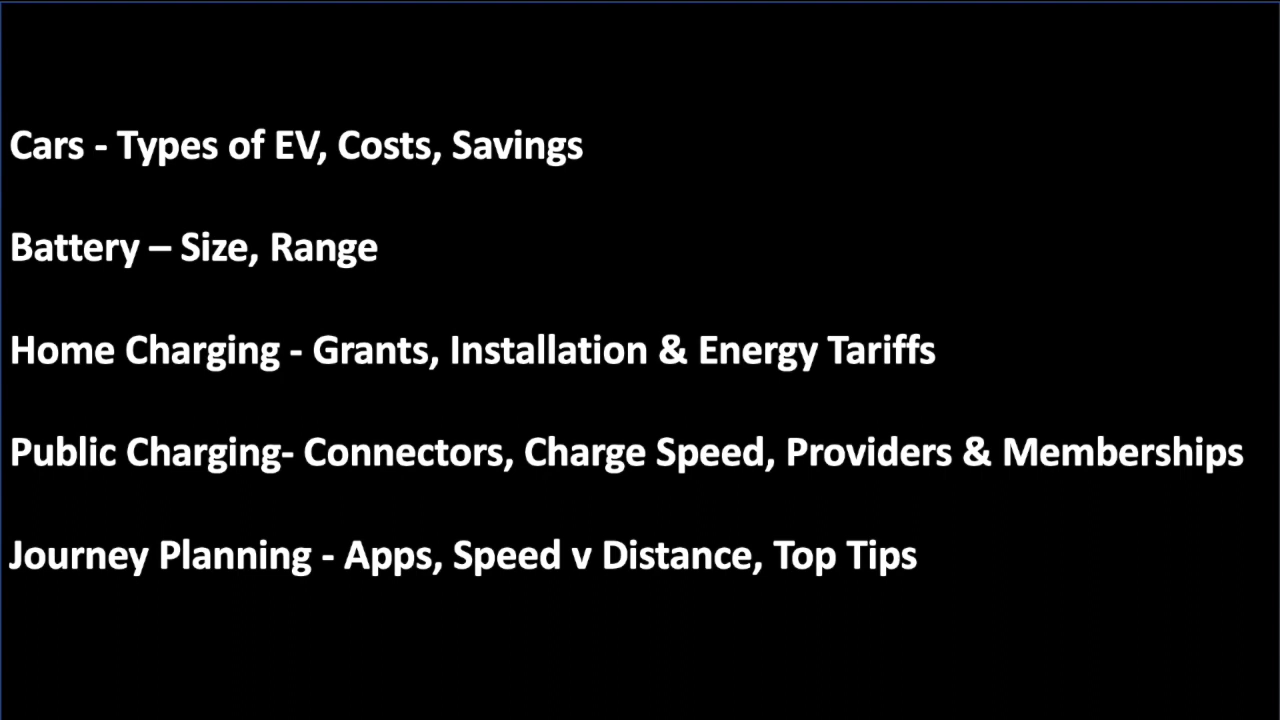 Cars - Types of EV, Costs, Savings
Battery – Size, Range
Home Charging - Grants, Installation & Energy Tariffs
Public Charging- Connectors, Charge Speed, Providers & Memberships
Journey Planning - Apps, Speed v Distance, Top Tips